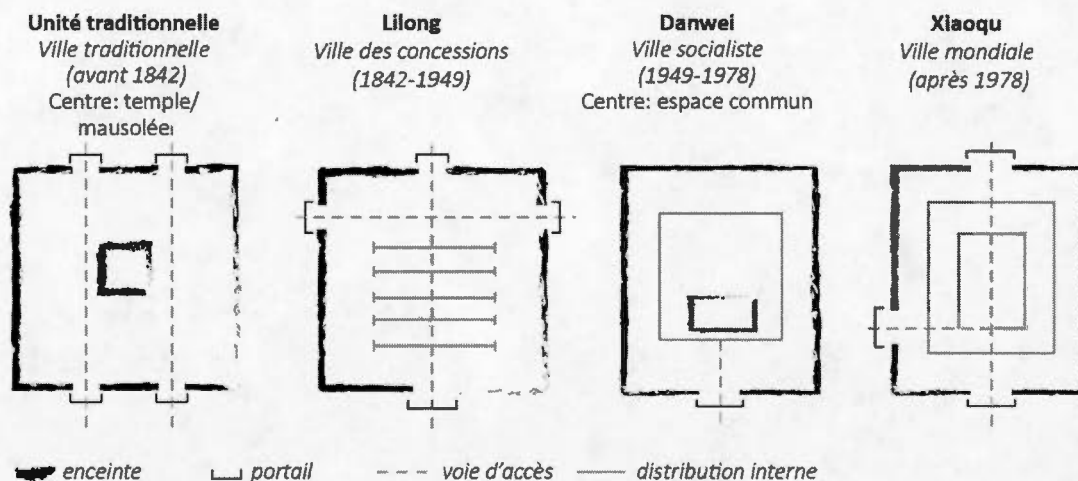 Unité traditionnelle
Ville traditionnelle
(avant 1842)
Centre: temple/
mausolée
Lilong
Ville des concessions
(1842-1949)
Danwei
Ville socialiste
(1949-1978)
Centre: espace commun
Xiaoqu
Ville mondiale
(après 1978)
enceinte
portail
voie d'accès
distribution interne